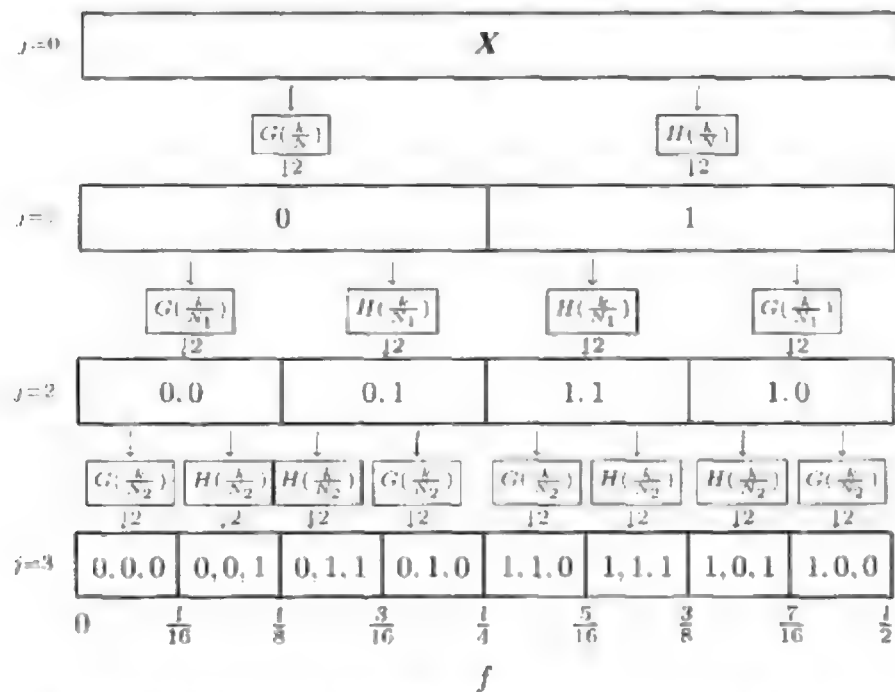 j=0 X
G(k/N) H(k/N)
↓2 ↓2
0 1
G(k/N₁) H(k/N₁) H(k/N₁) G(k/N₁)
↓2 ↓2 ↓2 ↓2
j=2 0,0 0,1 1,1 1,0
G(k/N₂) H(k/N₂) H(k/N₂) G(k/N₂) G(k/N₂) H(k/N₂) H(k/N₂) G(k/N₂)
↓2 ↓2 ↓2 ↓2 ↓2 ↓2 ↓2 ↓2
j=3 0,0,0 0,0,1 0,1,1 0,1,0 1,1,0 1,1,1 1,0,1 1,0,0
0 1/16 1/8 3/16 1/4 5/16 3/8 7/16 1/2
f